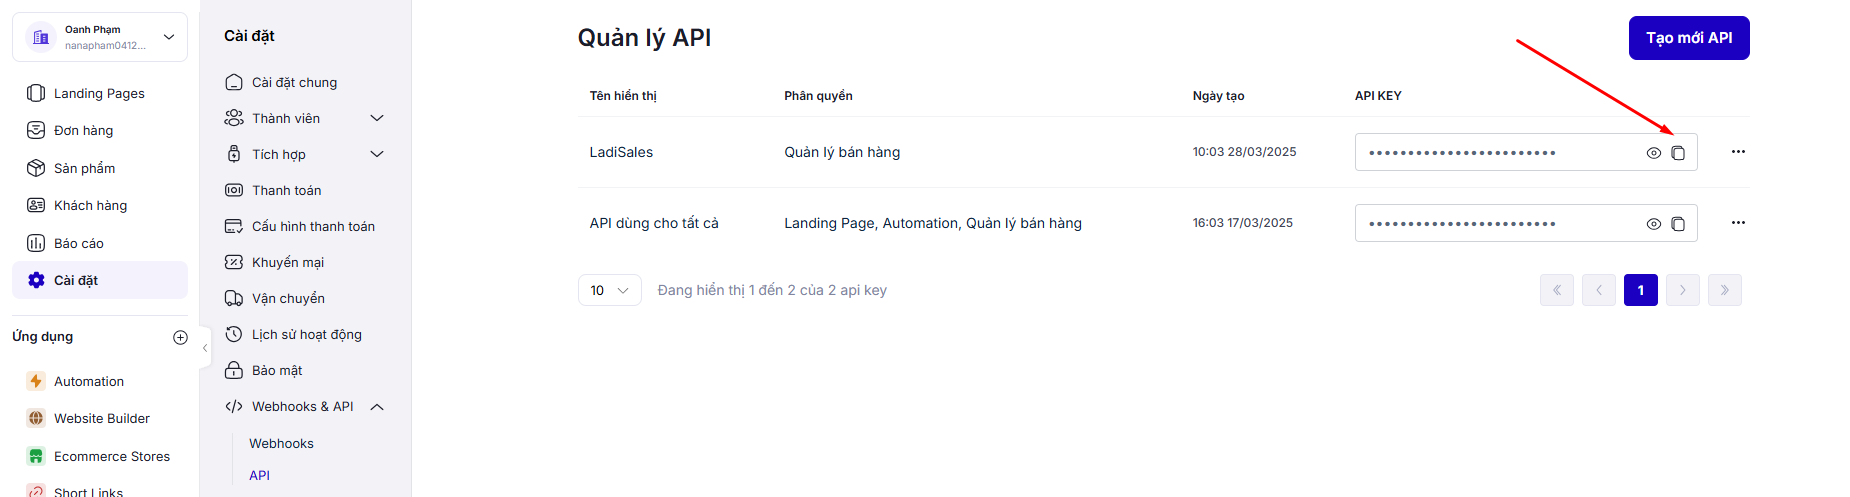 Oanh Phạm
nanapham0412...
Landing Pages
Đơn hàng
Sản phẩm
Khách hàng
Báo cáo
Cài đặt
Ứng dụng
Automation
Website Builder
Ecommerce Stores
Short Links
Cài đặt
Cài đặt chung
Thành viên
Tích hợp
Thanh toán
Cấu hình thanh toán
Khuyến mại
Vận chuyển
Lịch sử hoạt động
Bảo mật
Webhooks & API
Webhooks
API
Quản lý API
Tạo mới API
Tên hiển thị Phân quyền Ngày tạo API KEY
LadiSales Quản lý bán hàng 10:03 28/03/2025
API dùng cho tất cả Landing Page, Automation, Quản lý bán hàng 16:03 17/03/2025
10 Đang hiển thị 1 đến 2 của 2 api key
1